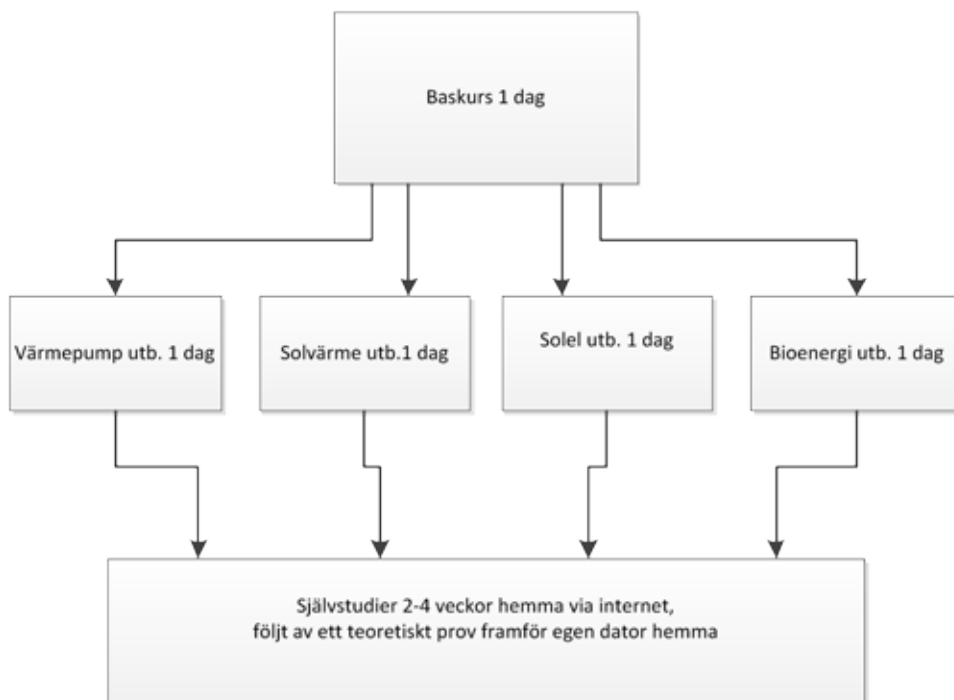 Baskurs 1 dag
Värmepump utb. 1 dag
Solvärme utb.1 dag
Solel utb. 1 dag
Bioenergi utb. 1 dag
Självstudier 2-4 veckor hemma via internet,
följt av ett teoretiskt prov framför egen dator hemma